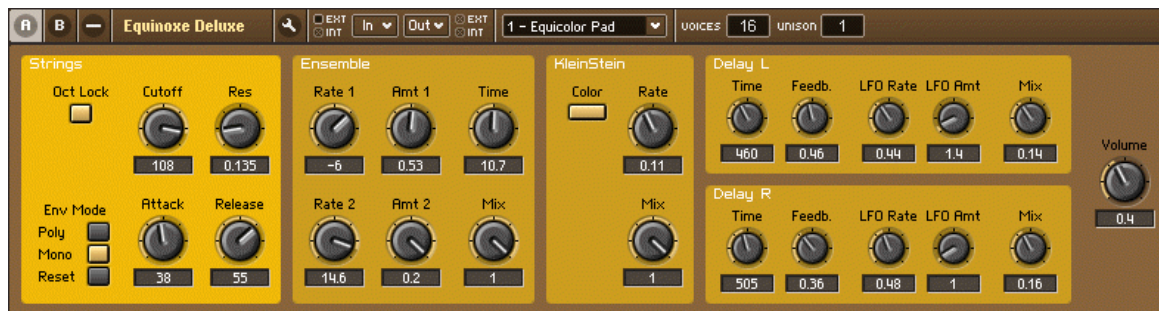 A B Equinoxe Deluxe EXT INT In Out EXT INT 1 - Equicolor Pad VOICES 16 UNISON 1
Strings
Oct Lock Cutoff Res
108 0.135
Env Mode Attack Release
Poly
Mono
Reset 38 55
Ensemble
Rate 1 Amt 1 Time
-6 0.53 10.7
Rate 2 Amt 2 Mix
14.6 0.2 1
KleinStein
Color Rate
0.11
Mix
1
Delay L
Time Feedb. LFO Rate LFO Amt Mix
460 0.46 0.44 1.4 0.14
Delay R
Time Feedb. LFO Rate LFO Amt Mix
505 0.36 0.48 1 0.16
Volume
0.4